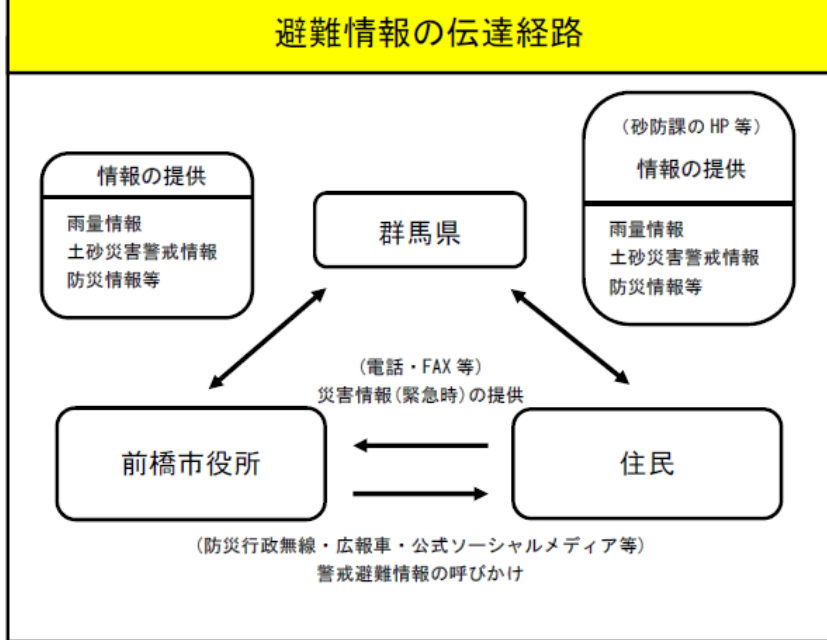 避難情報の伝達経路
(砂防課の HP 等)
情報の提供
雨量情報
土砂災害警戒情報
防災情報等
情報の提供
雨量情報
土砂災害警戒情報
防災情報等
群馬県
(電話・FAX 等)
災害情報(緊急時)の提供
前橋市役所
住民
(防災行政無線・広報車・公式ソーシャルメディア等)
警戒避難情報の呼びかけ